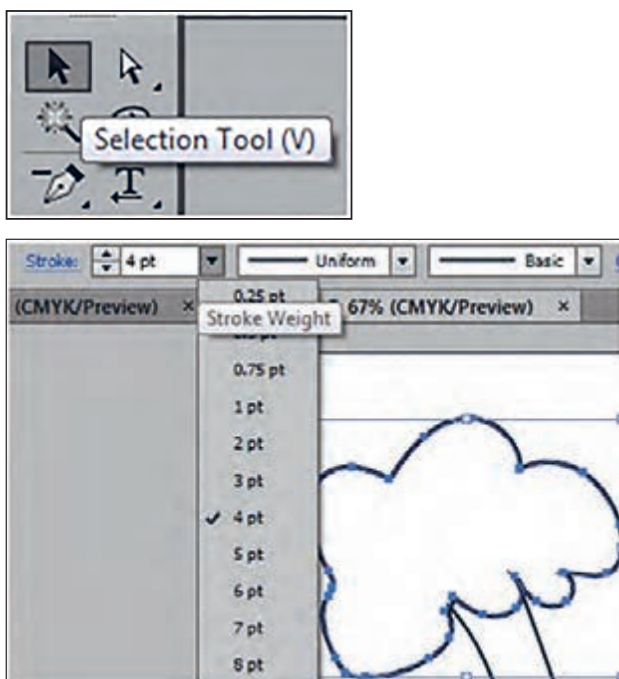 Selection Tool (V)
T
Stroke: 4 pt Uniform Basic
(CMYK/Preview) × 67% (CMYK/Preview) ×
0.25 pt
Stroke Weight
0.75 pt
1 pt
2 pt
3 pt
4 pt
5 pt
6 pt
7 pt
8 pt